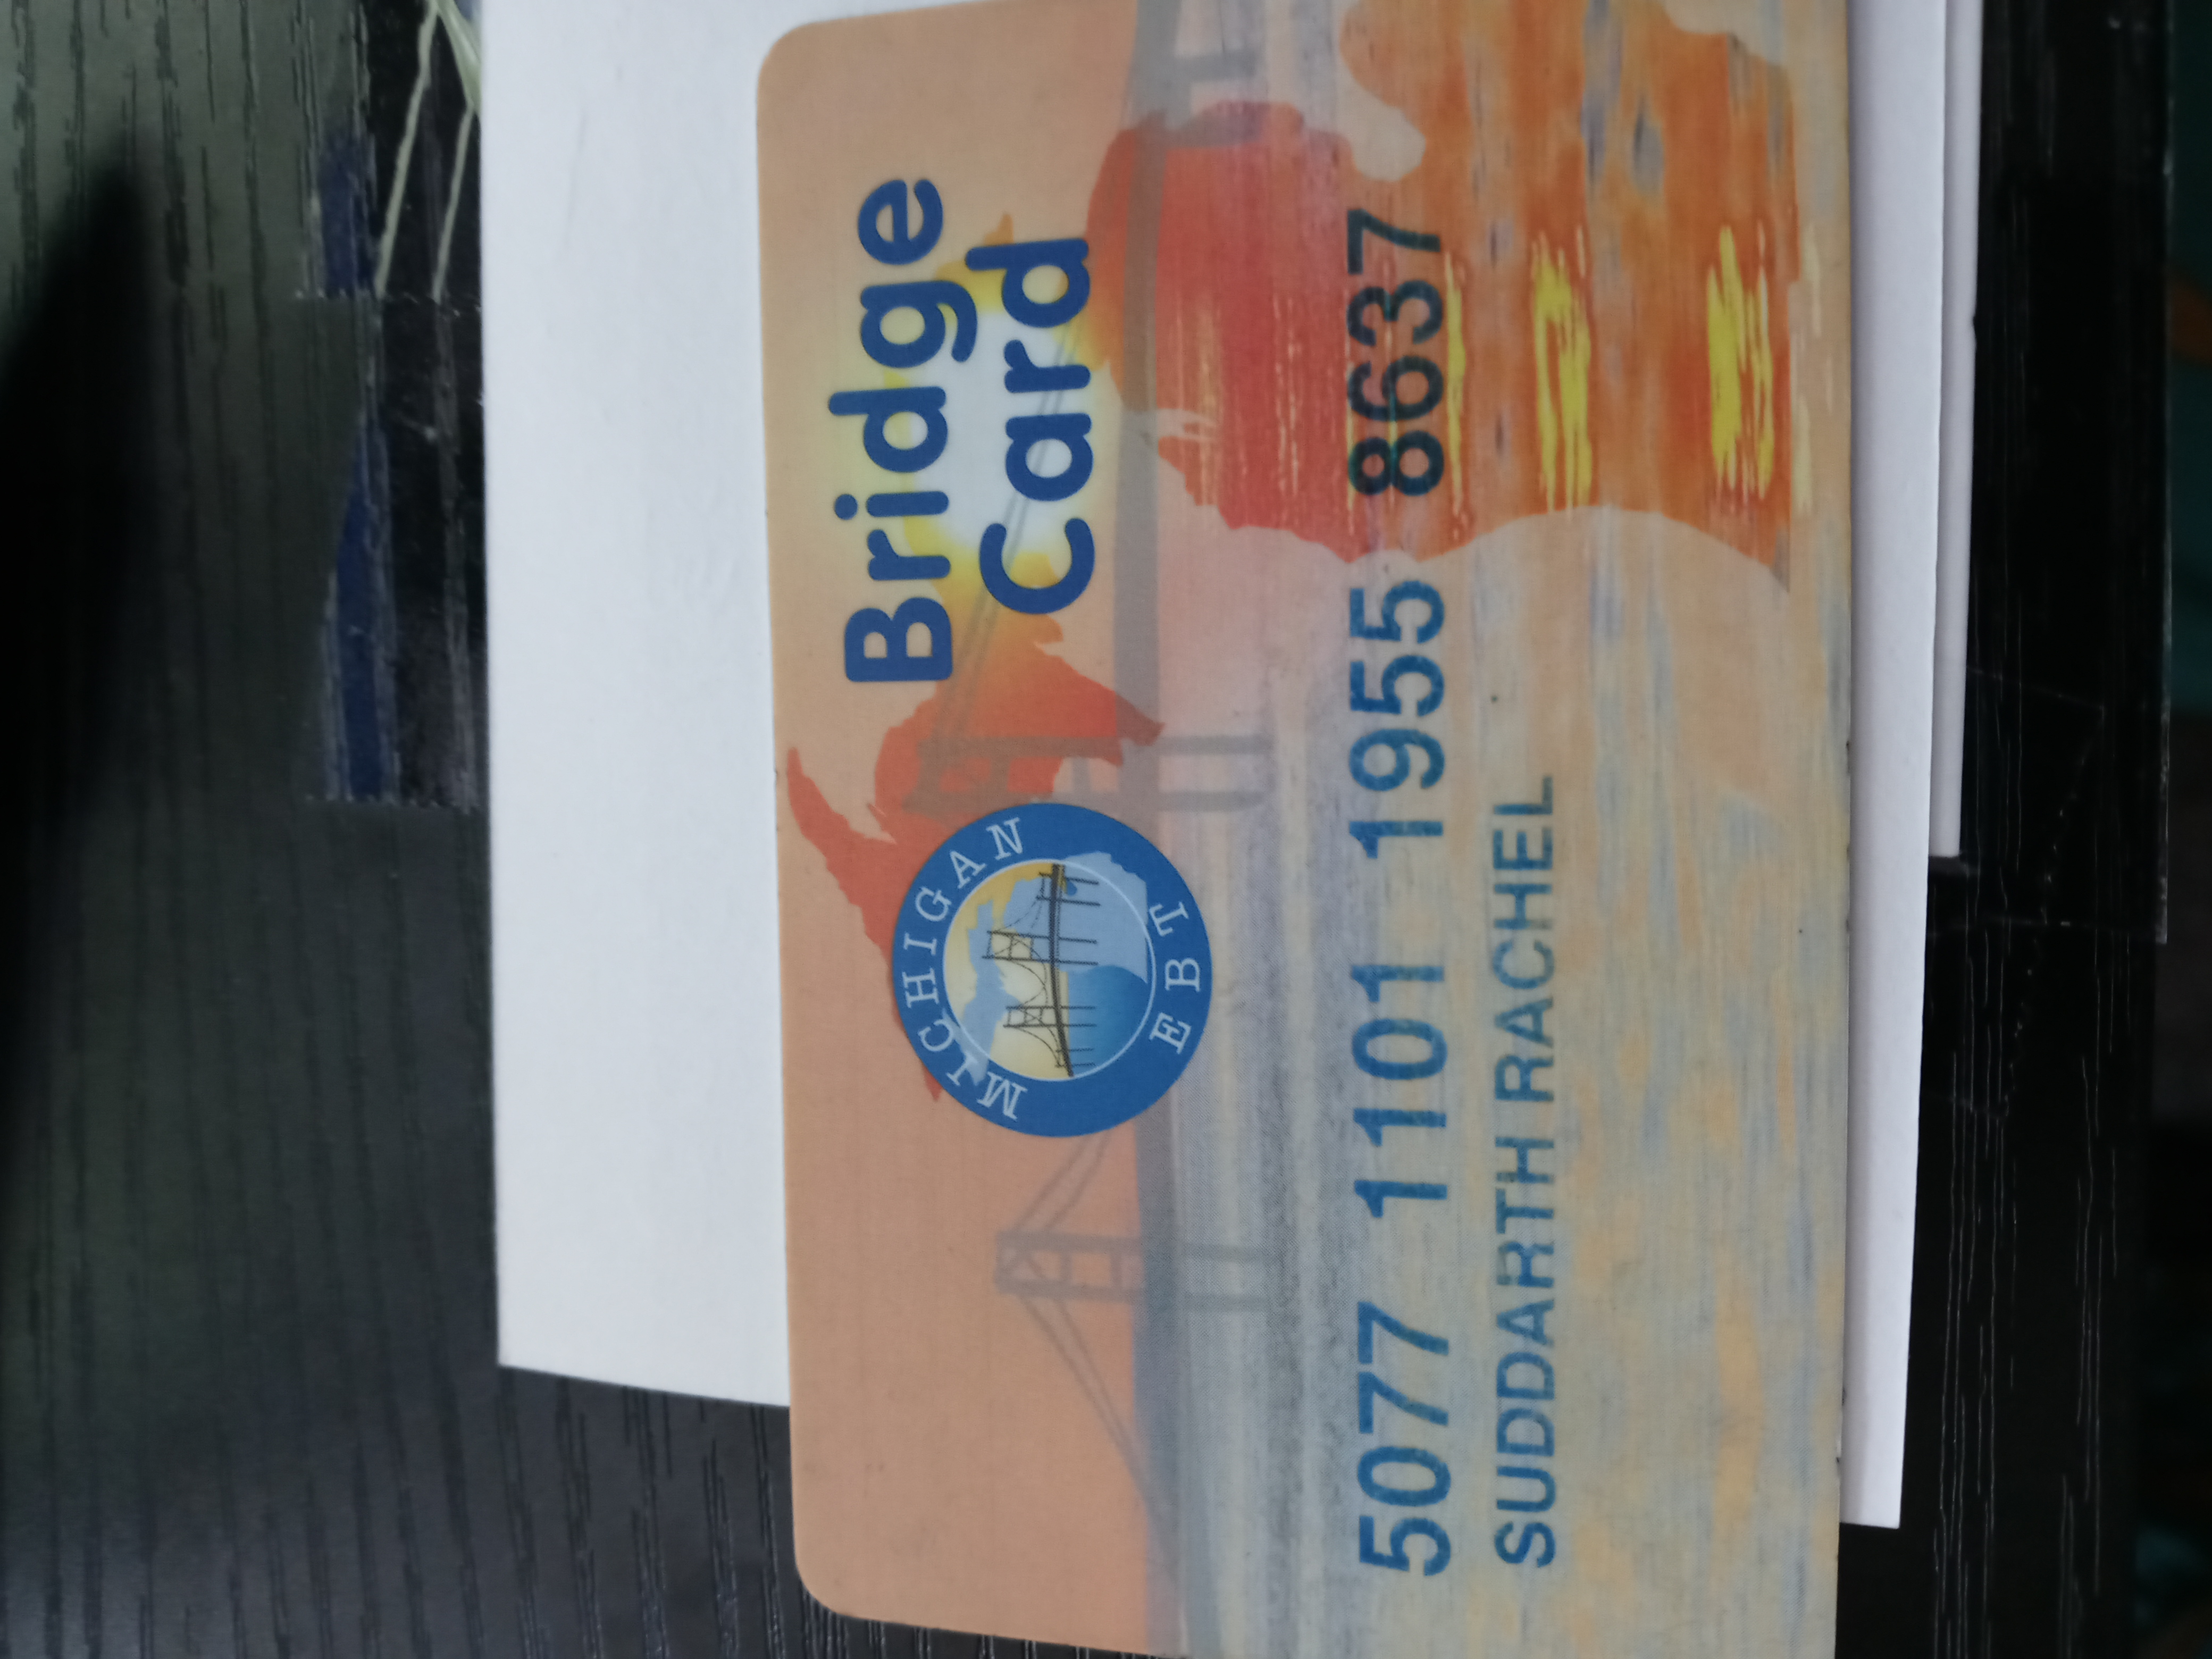 Bridge
Card
MICHIGAN
EBT
5077 1101 1955 8637
SUDDARTH RACHEL